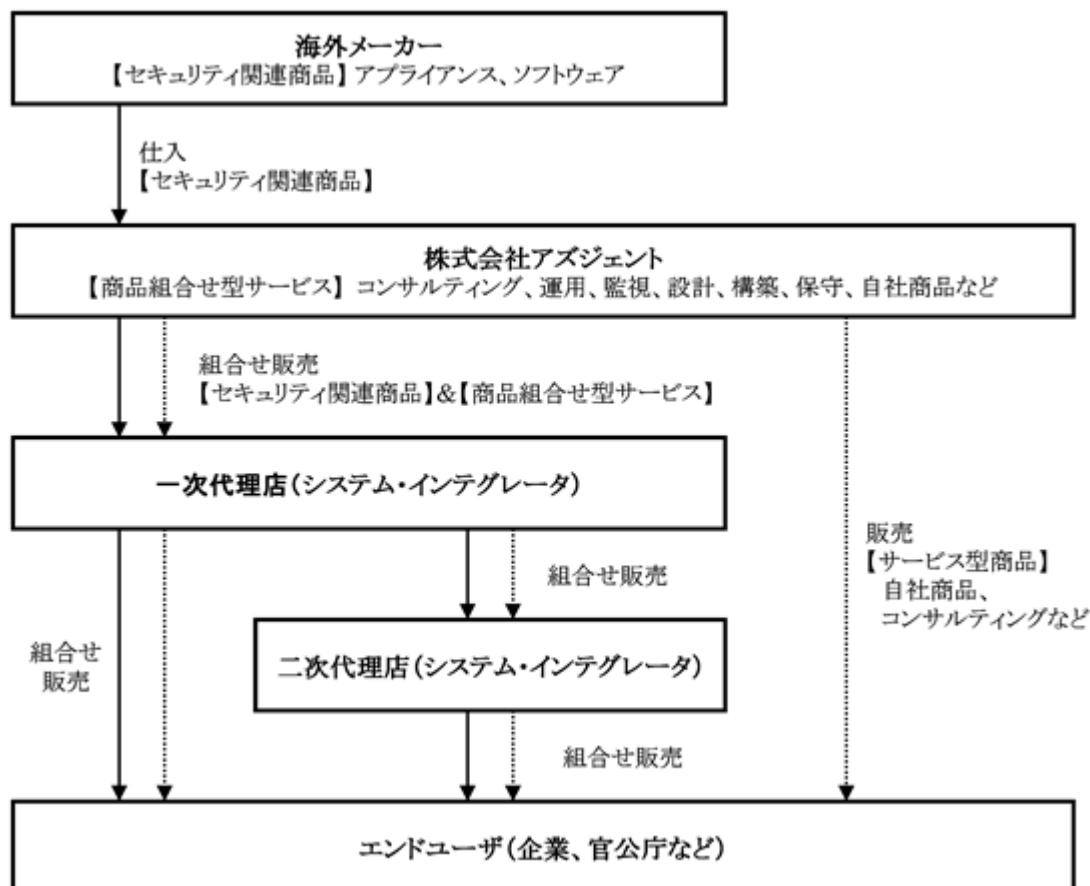 海外メーカー
【セキュリティ関連商品】アプライアンス、ソフトウェア
仕入
【セキュリティ関連商品】
株式会社アズジェント
【商品組合せ型サービス】 コンサルティング、運用、監視、設計、構築、保守、自社商品など
組合せ販売
【セキュリティ関連商品】&【商品組合せ型サービス】
一次代理店(システム・インテグレータ)
販売
【サービス型商品】
自社商品、
コンサルティングなど
組合せ販売
二次代理店(システム・インテグレータ)
組合せ
販売
組合せ販売
エンドユーザ(企業、官公庁など)